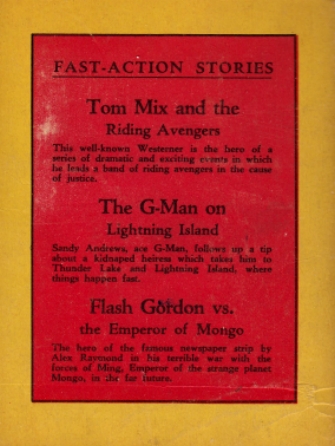 FAST-ACTION STORIES
Tom Mix and the
Riding Avengers
This well-known Westerner is the hero of a
series of dramatic and exciting events in which
he leads a band of riding avengers in the cause
of justice.
The G-Man on
Lightning Island
Sandy Andrews, ace G-Man, follows up a tip
about a kidnaped heiress which takes him to
Thunder Lake and Lightning Island, where
things happen fast.
Flash Gordon vs.
the Emperor of Mongo
The hero of the famous newspaper strip by
Alex Raymond in his terrible war with the
forces of Ming, Emperor of the strange planet
Mongo, in the far future.